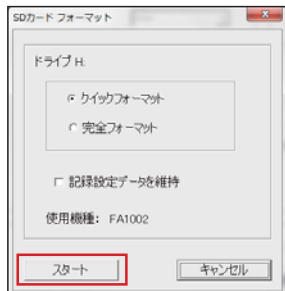 SDカード フォーマット
ドライブ H:
クイックフォーマット
完全フォーマット
記録設定データを維持
使用機種： FA1002
スタート
キャンセル